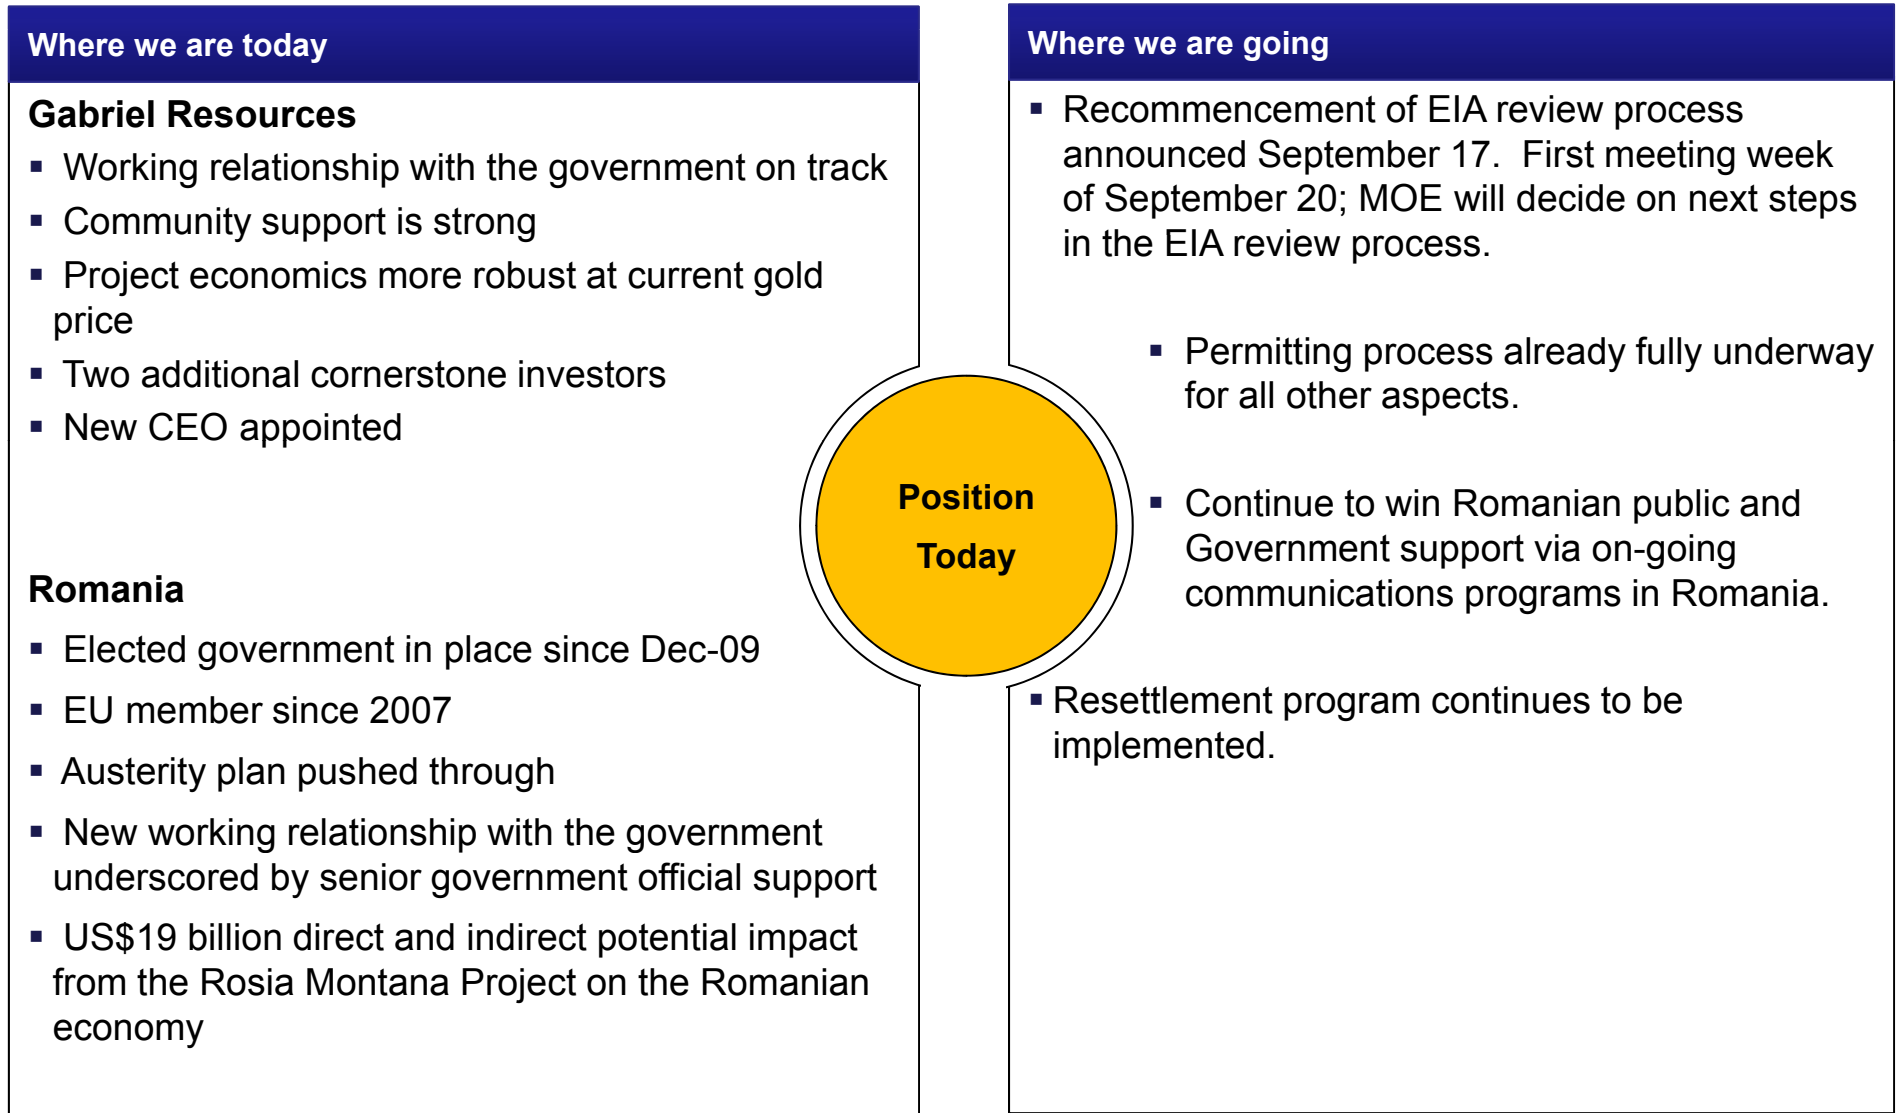 Where we are today
Gabriel Resources
▪ Working relationship with the government on track
▪ Community support is strong
▪ Project economics more robust at current gold
price
▪ Two additional cornerstone investors
▪ New CEO appointed
Romania
▪ Elected government in place since Dec-09
▪ EU member since 2007
▪ Austerity plan pushed through
▪ New working relationship with the government
underscored by senior government official support
▪ US$19 billion direct and indirect potential impact
from the Rosia Montana Project on the Romanian
economy
Position
Today
Where we are going
▪ Recommencement of EIA review process
announced September 17.  First meeting week
of September 20; MOE will decide on next steps
in the EIA review process.
▪ Permitting process already fully underway
for all other aspects.
▪ Continue to win Romanian public and
Government support via on-going
communications programs in Romania.
▪ Resettlement program continues to be
implemented.